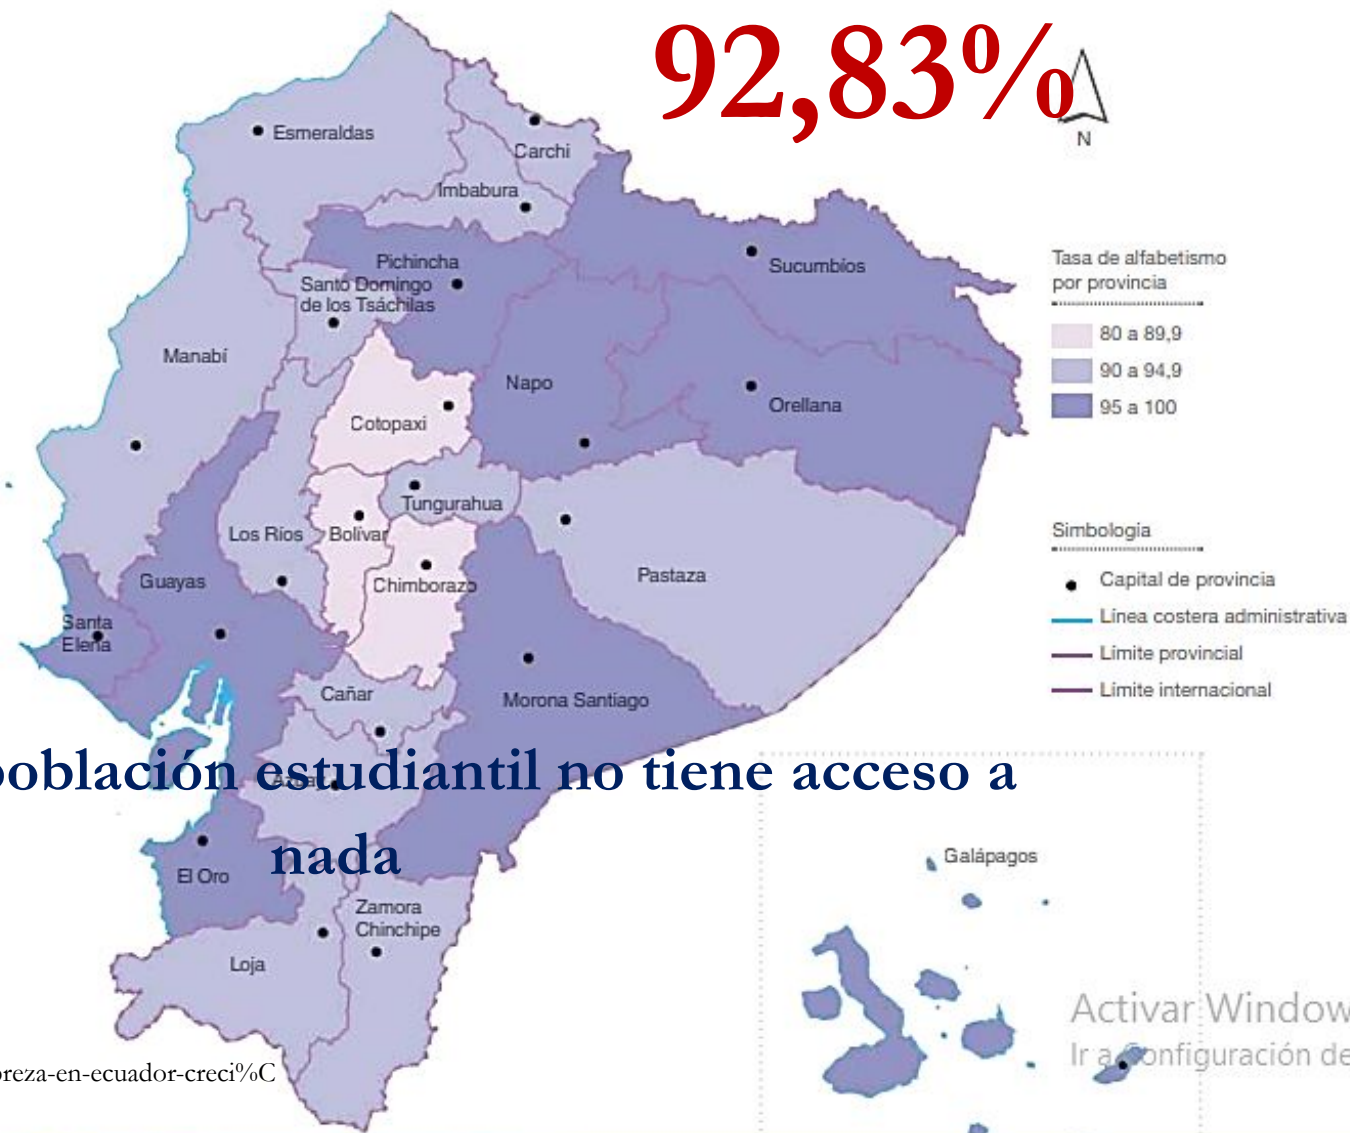 92,83%
N
Esmeraldas
Carchi
Imbabura
Pichincha
Sucumbíos
Santo Domingo
de los Tsáchilas
Manabí
Napo
Orellana
Cotopaxi
Tungurahua
Los Ríos
Bolívar
Chimborazo
Guayas
Pastaza
Santa
Elena
Cañar
Morona Santiago
Azuay
población estudiantil no tiene acceso a
nada
El Oro
Zamora
Chinchipe
Loja
Tasa de alfabetismo
por provincia
80 a 89,9
90 a 94,9
95 a 100
Simbología
Capital de provincia
Línea costera administrativa
Límite provincial
Límite internacional
Galápagos
Activar Window
Ir a Configuración de
reza-en-ecuador-creci%C